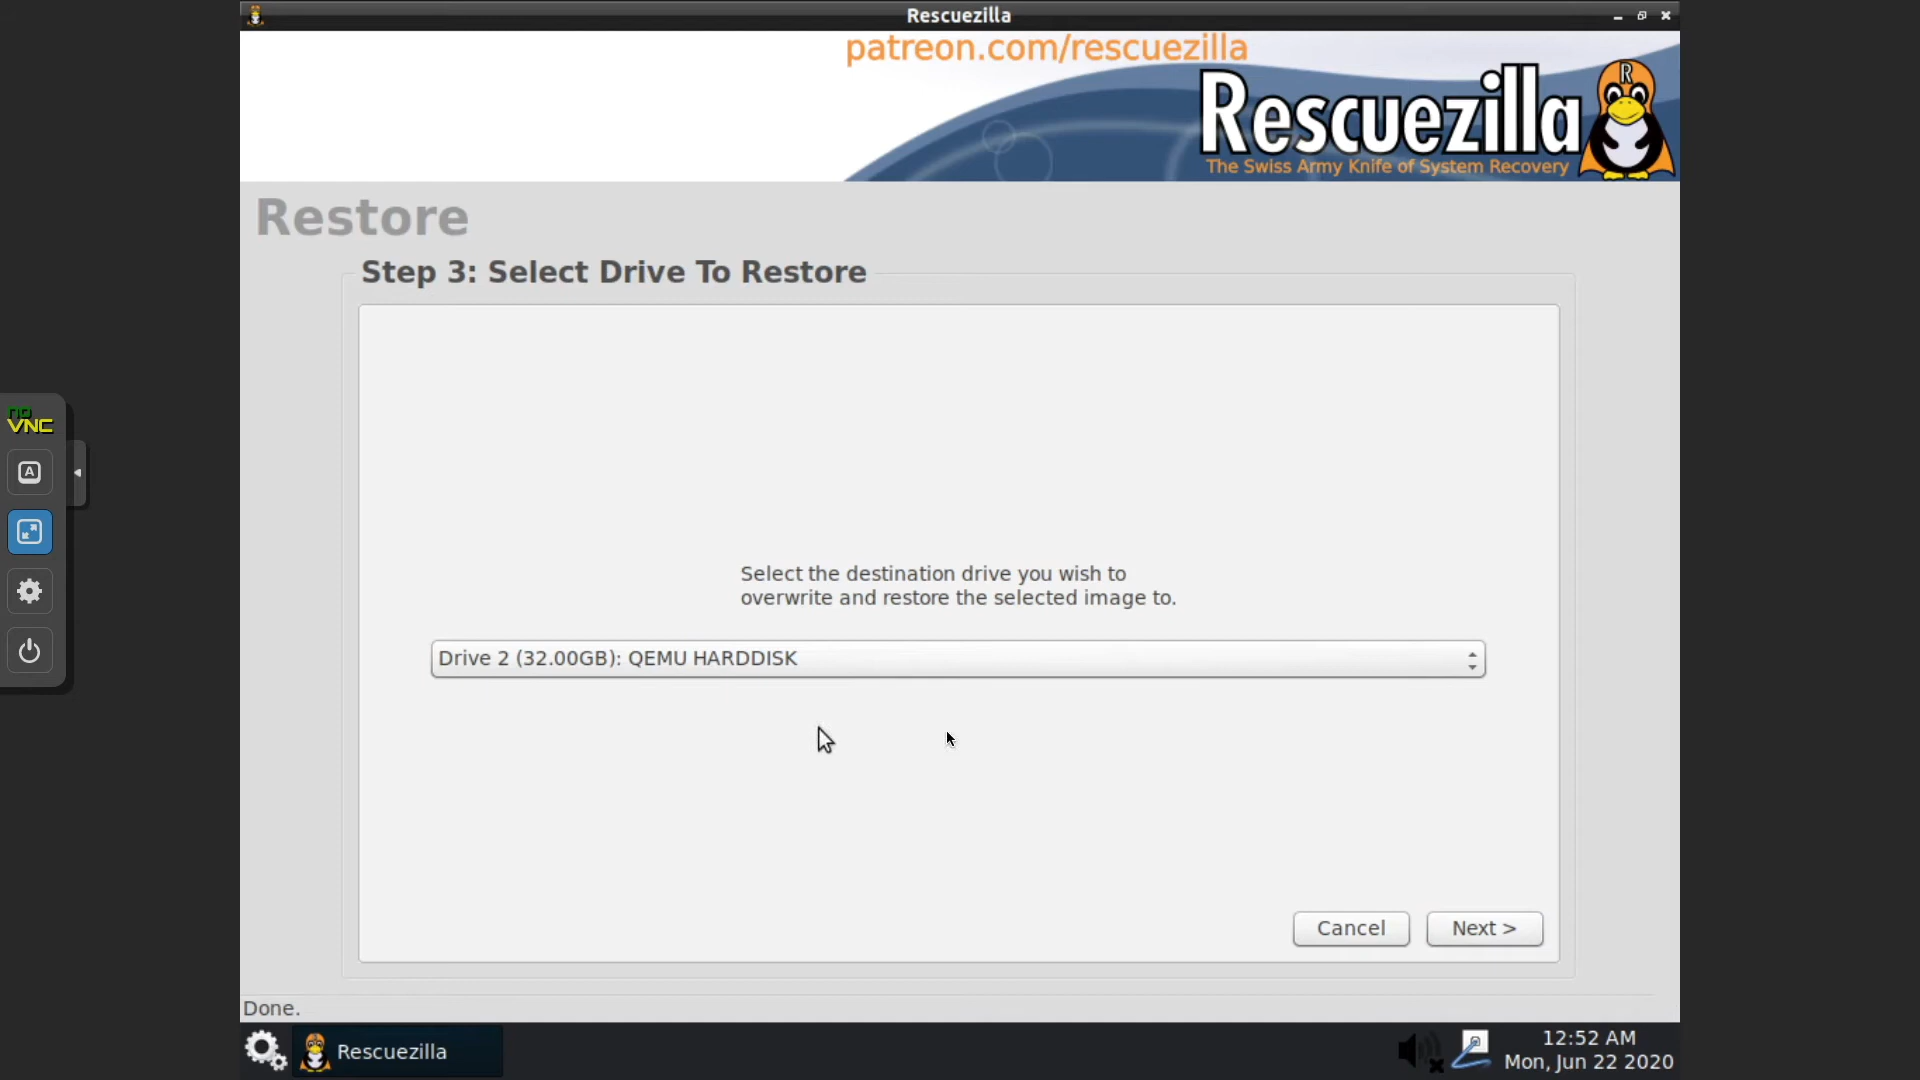 Rescuezilla
patreon.com/rescuezilla
R
Rescuezilla
The Swiss Army Knife of System Recovery
Restore
Step 3: Select Drive To Restore
no
VNC
A
Select the destination drive you wish to
overwrite and restore the selected image to.
Drive 2 (32.00GB): QEMU HARDDISK
Cancel
Next >
Done.
Rescuezilla
12:52 AM
Mon, Jun 22 2020